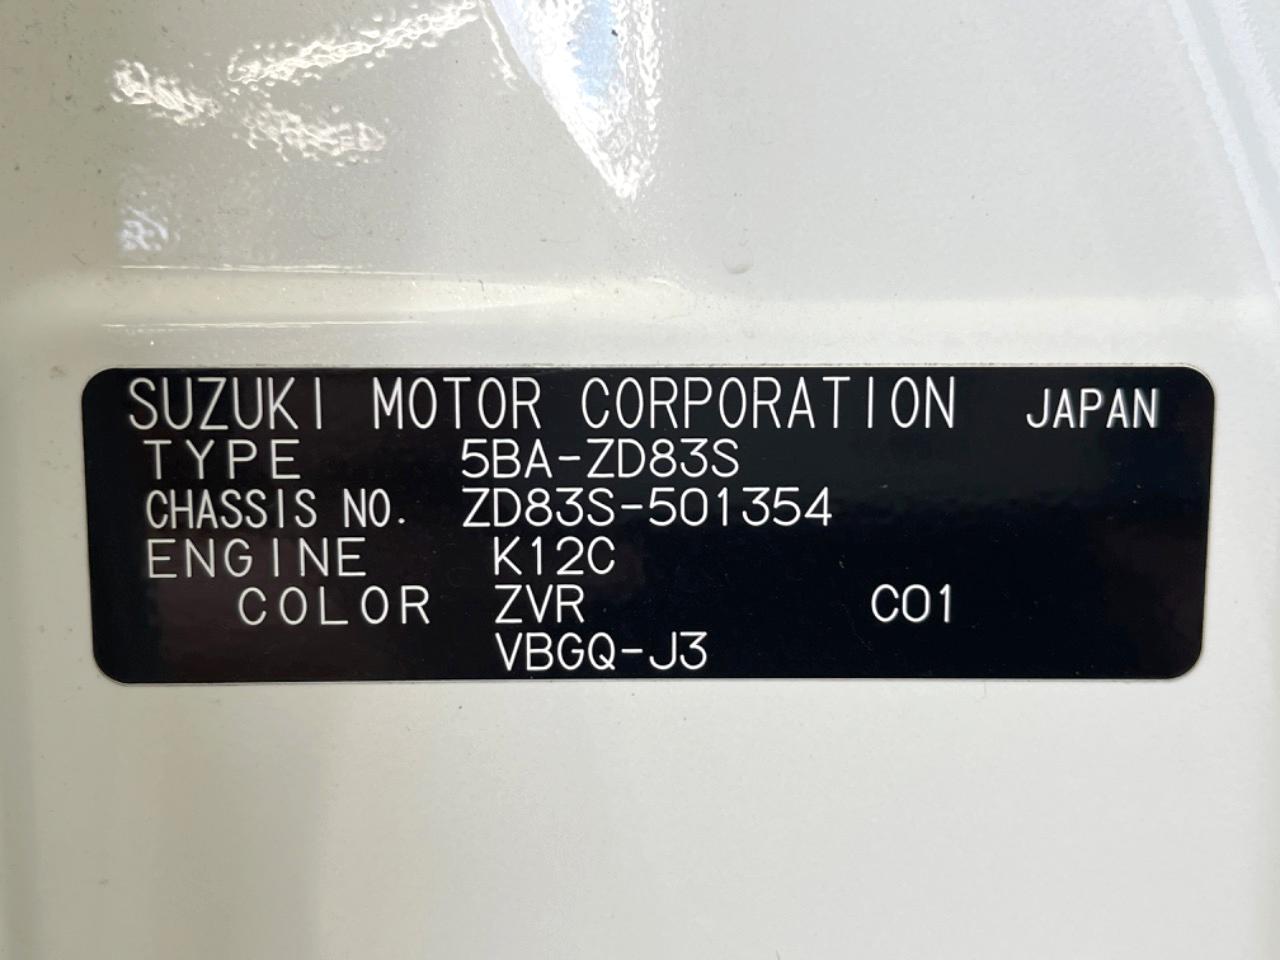 SUZUKI MOTOR CORPORATION JAPAN
TYPE 5BA-ZD83S
CHASSIS NO. ZD83S-501354
ENGINE K12C
COLOR ZVR C01
VBGQ-J3